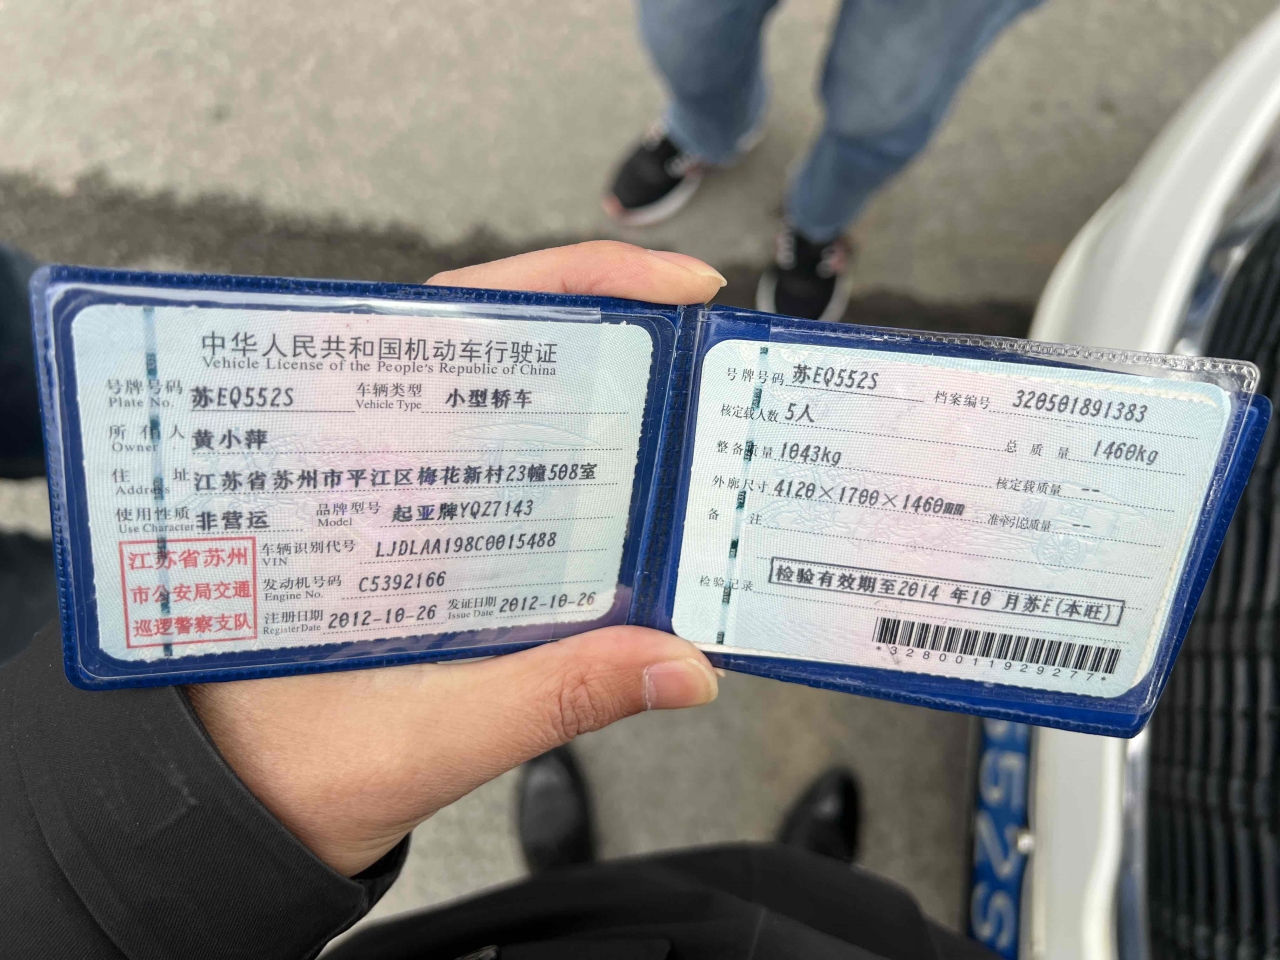 中华人民共和国机动车行驶证
Vehicle License of the People's Republic of China
号牌号码 苏EQ552S 车辆类型 小型轿车
Plate No. Vehicle Type
所有人 黄小萍
Owner
住址 江苏省苏州市平江区梅花新村23幢508室
Address
使用性质 非营运 品牌型号 起亚牌YQZ7143
Use Character Model
江苏省苏州
市公安局交通
巡逻警察支队
车辆识别代号 LJDLAA198C0015488
VIN
发动机号码 C5392166
Engine No.
注册日期 2012-10-26 发证日期 2012-10-26
Register Date Issue Date
号牌号码 苏EQ552S 档案编号 320501891383
核定载人数 5人 总质量 1460kg
整备质量 1043kg 核定载质量 --
外廓尺寸 4120×1700×1460mm 准牵引总质量 --
备注
检验记录 检验有效期至2014 年10 月苏E(本旺)
*3280011929277*
552S